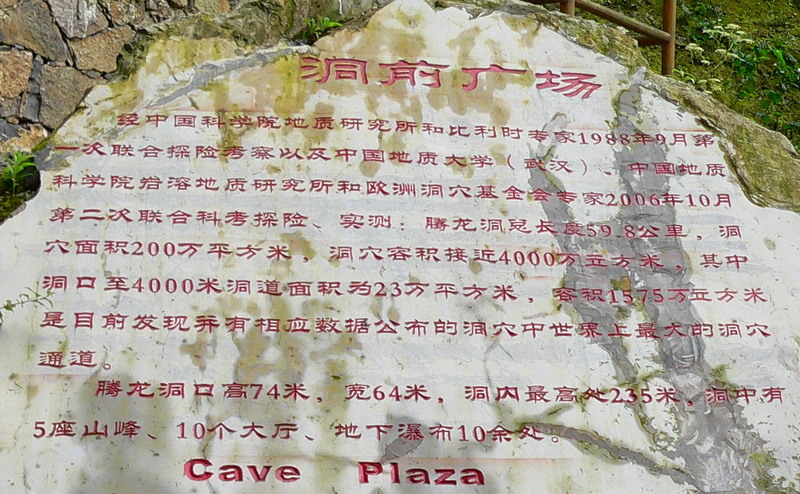 洞前广场
经中国科学院地质研究所和比利时专家1988年9月第
一次联合探险考察以及中国地质大学（武汉）、中国地质
科学院岩溶地质研究所和欧洲洞穴基金会专家2006年10月
第二次联合科考探险、实测：腾龙洞总长度59.8公里，洞
穴面积200万平方米，洞穴容积接近4000万立方米，其中
洞口至4000米洞道面积为23万平方米，容积1575万立方米
是目前发现并有相应数据公布的洞穴中世界上最大的洞穴
通道。
腾龙洞口高74米，宽64米，洞内最高处235米，洞中有
5座山峰、10个大厅、地下瀑布10余处。
Cave Plaza